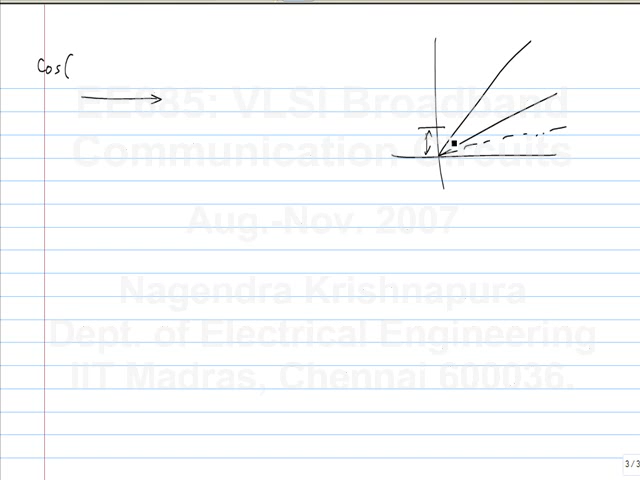 cos(
EE685: VLSI Broadband
Communication Circuits
Aug.-Nov. 2007
Nagendra Krishnapura
Dept. of Electrical Engineering
IIT Madras, Chennai 600036.
3/3